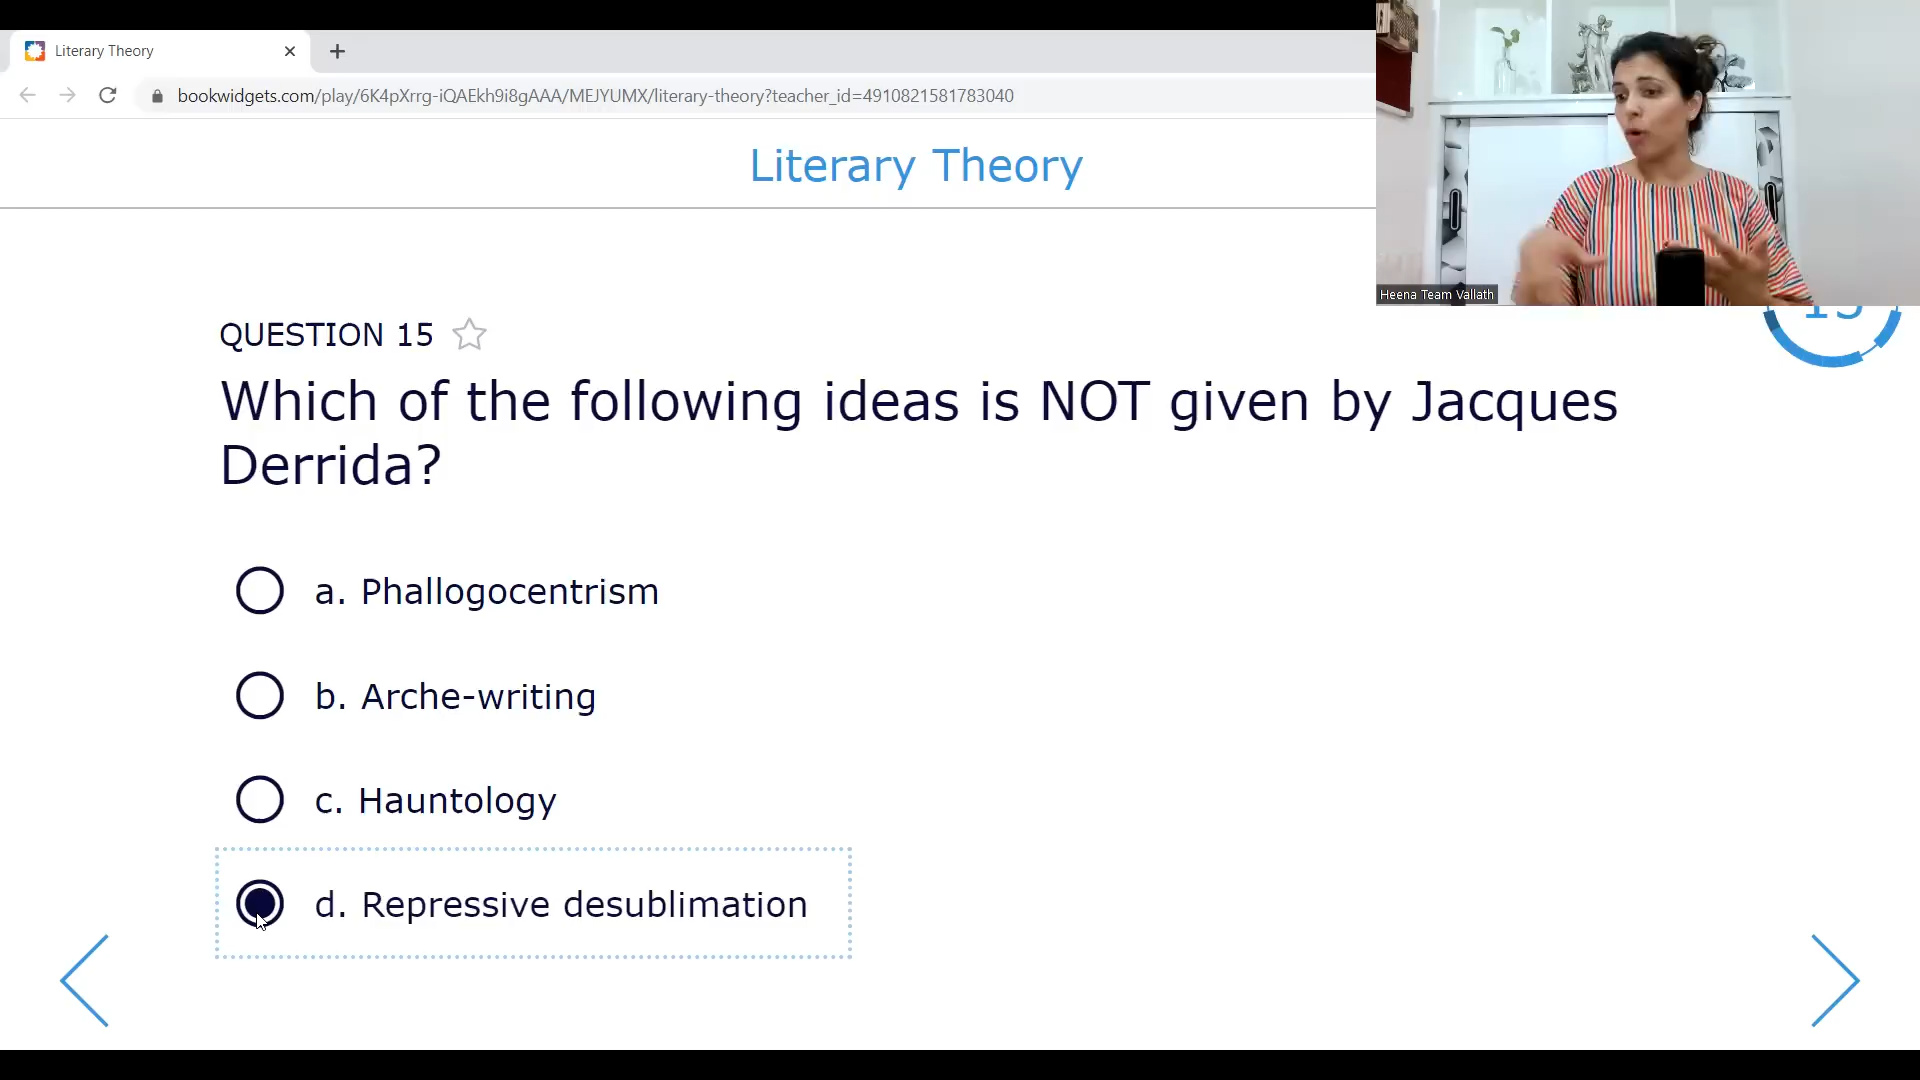 Literary Theory
bookwidgets.com/play/6K4pXrrg-iQAEkh9i8gAAA/MEJYUMX/literary-theory?teacher_id=4910821581783040
Literary Theory
Heena Team Vallath
QUESTION 15
Which of the following ideas is NOT given by Jacques
Derrida?
a. Phallogocentrism
b. Arche-writing
c. Hauntology
d. Repressive desublimation